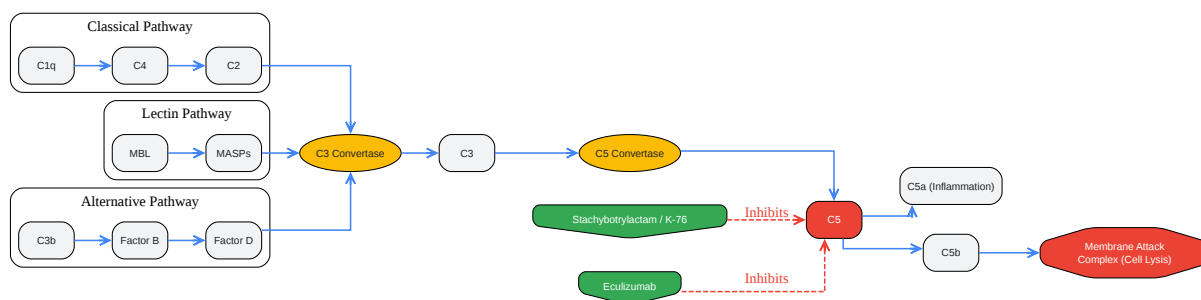 Classical Pathway
C1q
C4
C2
Lectin Pathway
MBL
MASPs
C3 Convertase
C3
C5 Convertase
Alternative Pathway
C3b
Factor B
Factor D
C5a (Inflammation)
Stachybotrylactam / K-76
Inhibits
C5
Eculizumab
Inhibits
C5b
Membrane Attack
Complex (Cell Lysis)